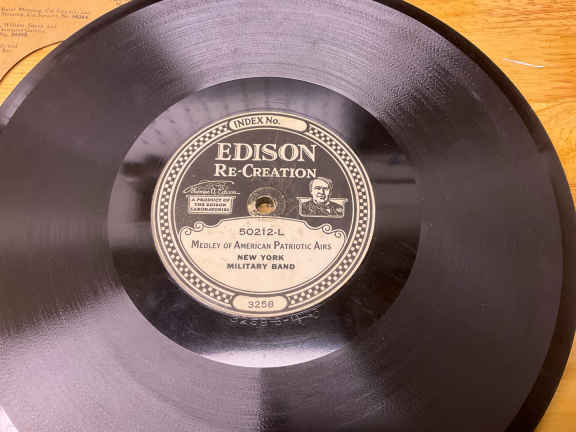 INDEX No.
EDISON
RE-CREATION
Thomas A. Edison
A PRODUCT OF
THE EDISON
LABORATORIES
50212-L
MEDLEY OF AMERICAN PATRIOTIC AIRS
NEW YORK
MILITARY BAND
3258